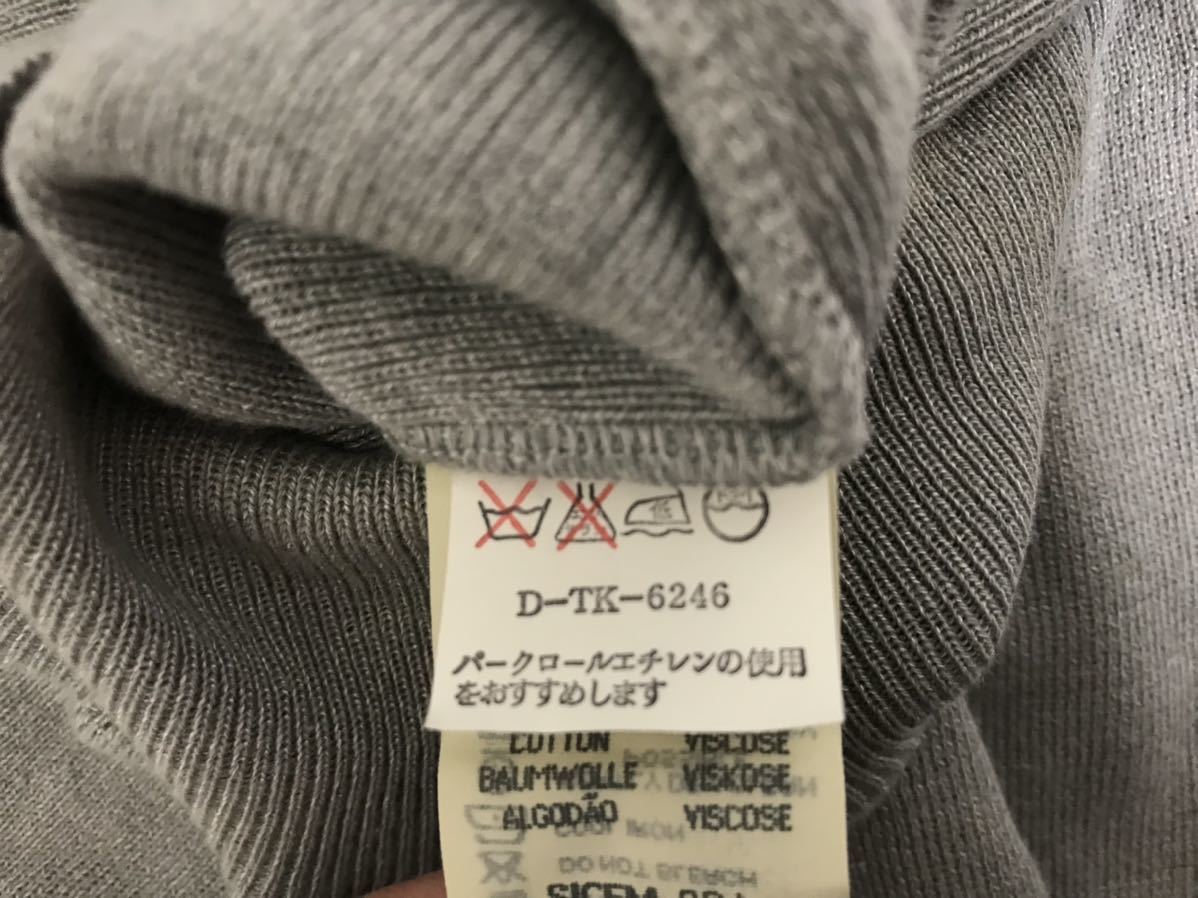 低
D-TK-6246
パークロールエチレンの使用
をおすすめします
COTTON VISCOSE
BAUMWOLLE VISKOSE
ALGODÃO VISCOSE